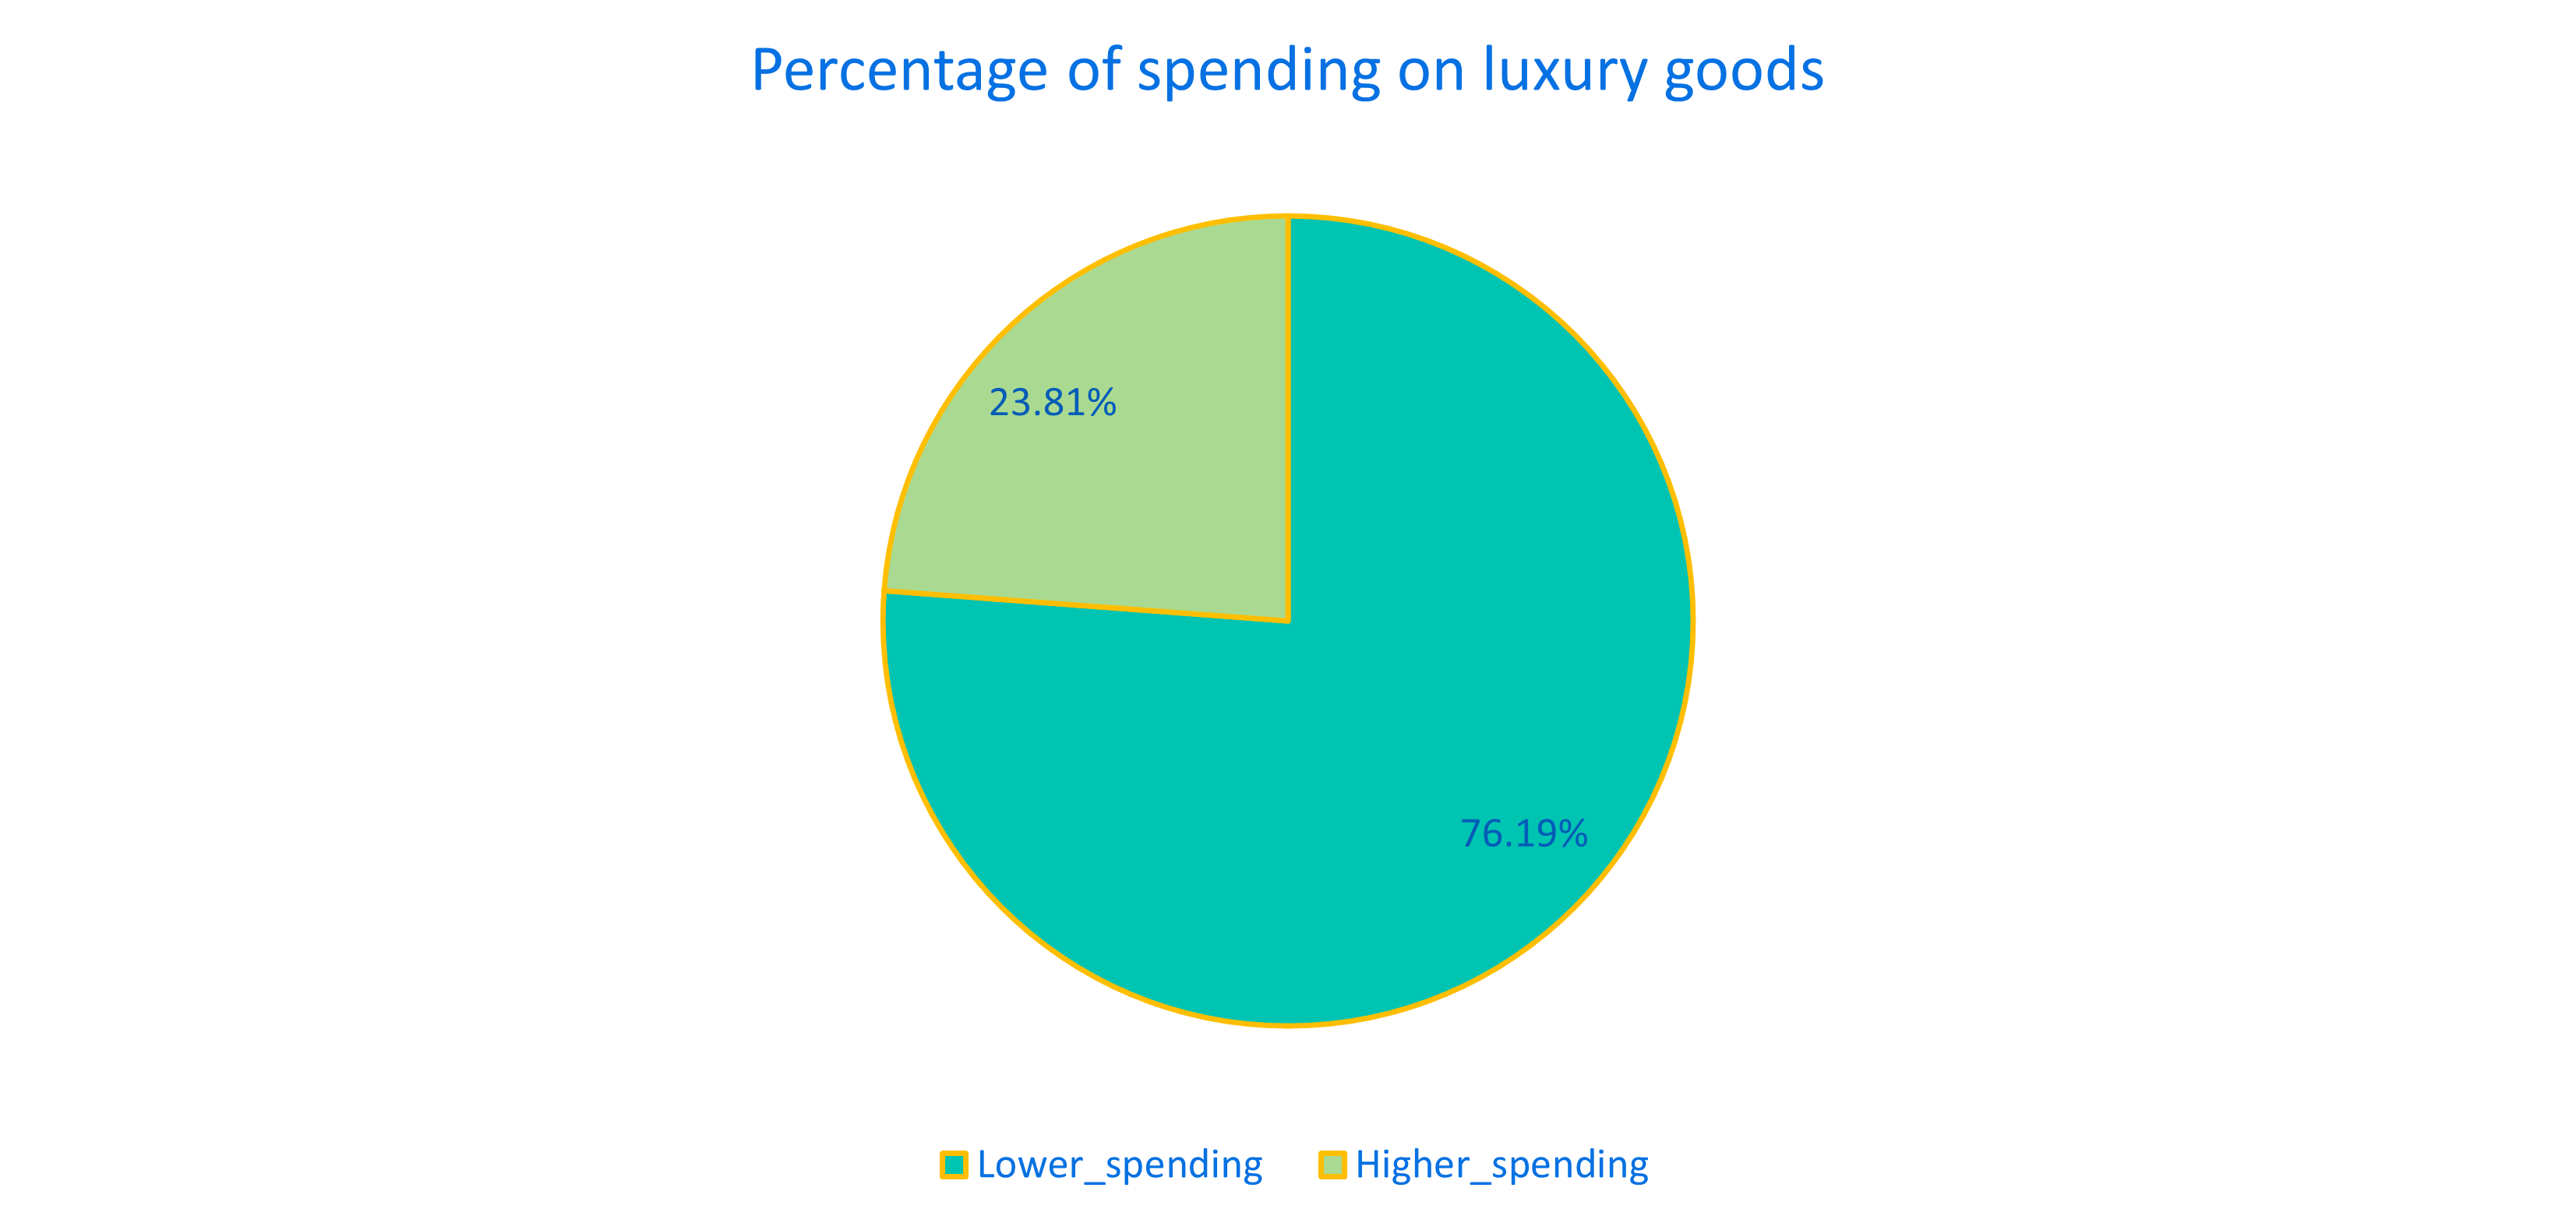 Percentage of spending on luxury goods
23.81%
76.19%
Lower_spending Higher_spending